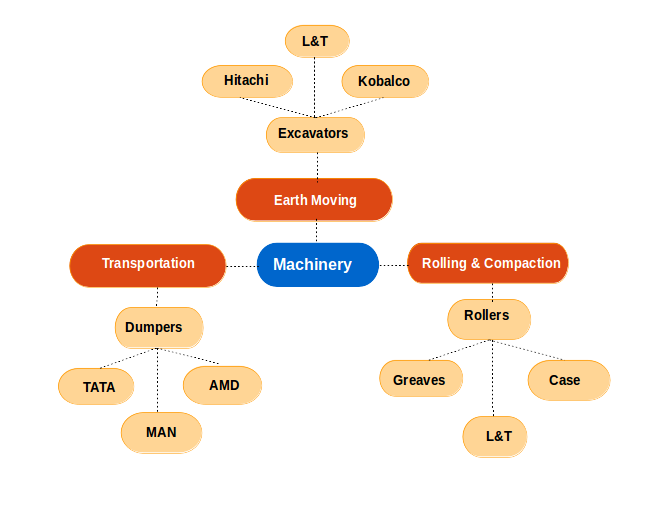 L&T
Hitachi
Kobalco
Excavators
Earth Moving
Transportation
Machinery
Rolling & Compaction
Dumpers
Rollers
TATA
AMD
MAN
Greaves
Case
L&T